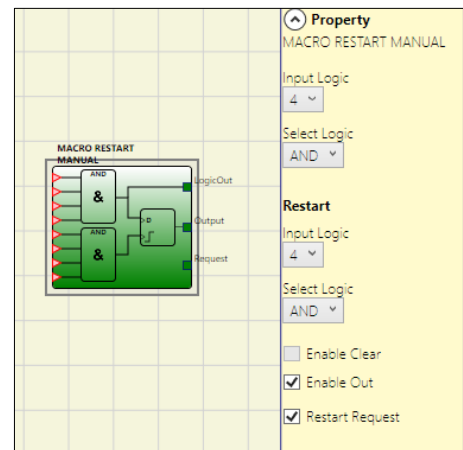 MACRO RESTART
MANUAL
AND
&
AND
&
D
LogicOut
Output
Request
Property
MACRO RESTART MANUAL
Input Logic
4
Select Logic
AND
Restart
Input Logic
4
Select Logic
AND
Enable Clear
Enable Out
Restart Request